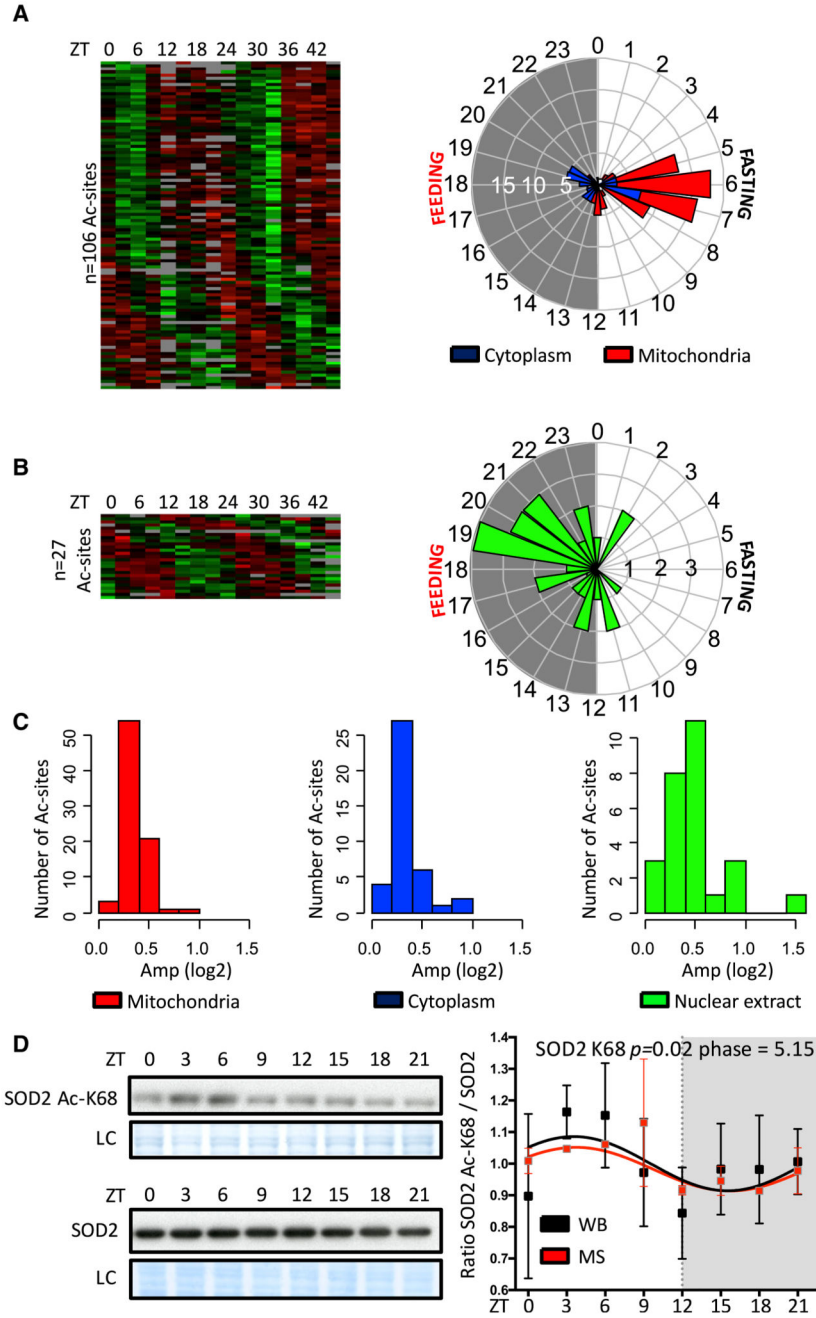 A
ZT 0 6 12 18 24 30 36 42
n=106 Ac-sites
0 1 2 3 4 5 6 7 8 9 10 11 12 13 14 15 16 17 18 19 20 21 22 23
15 10 5
FEEDING
FASTING
Cytoplasm Mitochondria
B
ZT 0 6 12 18 24 30 36 42
n=27
Ac-sites
0 1 2 3 4 5 6 7 8 9 10 11 12 13 14 15 16 17 18 19 20 21 22 23
1 2 3
FEEDING
FASTING
C
Number of Ac-sites
0 10 20 30 40 50
0.0 0.5 1.0 1.5
Amp (log2)
Mitochondria
Number of Ac-sites
0 5 10 15 20 25
0.0 0.5 1.0 1.5
Amp (log2)
Cytoplasm
Number of Ac-sites
0 2 4 6 8 10
0.0 0.5 1.0 1.5
Amp (log2)
Nuclear extract
D
ZT 0 3 6 9 12 15 18 21
SOD2 Ac-K68
LC
ZT 0 3 6 9 12 15 18 21
SOD2
LC
SOD2 K68 p=0.02 phase = 5.15
Ratio SOD2 Ac-K68 / SOD2
1.4
1.3
1.2
1.1
1.0
0.9
0.8
0.7
0.6
WB
MS
ZT 0 3 6 9 12 15 18 21